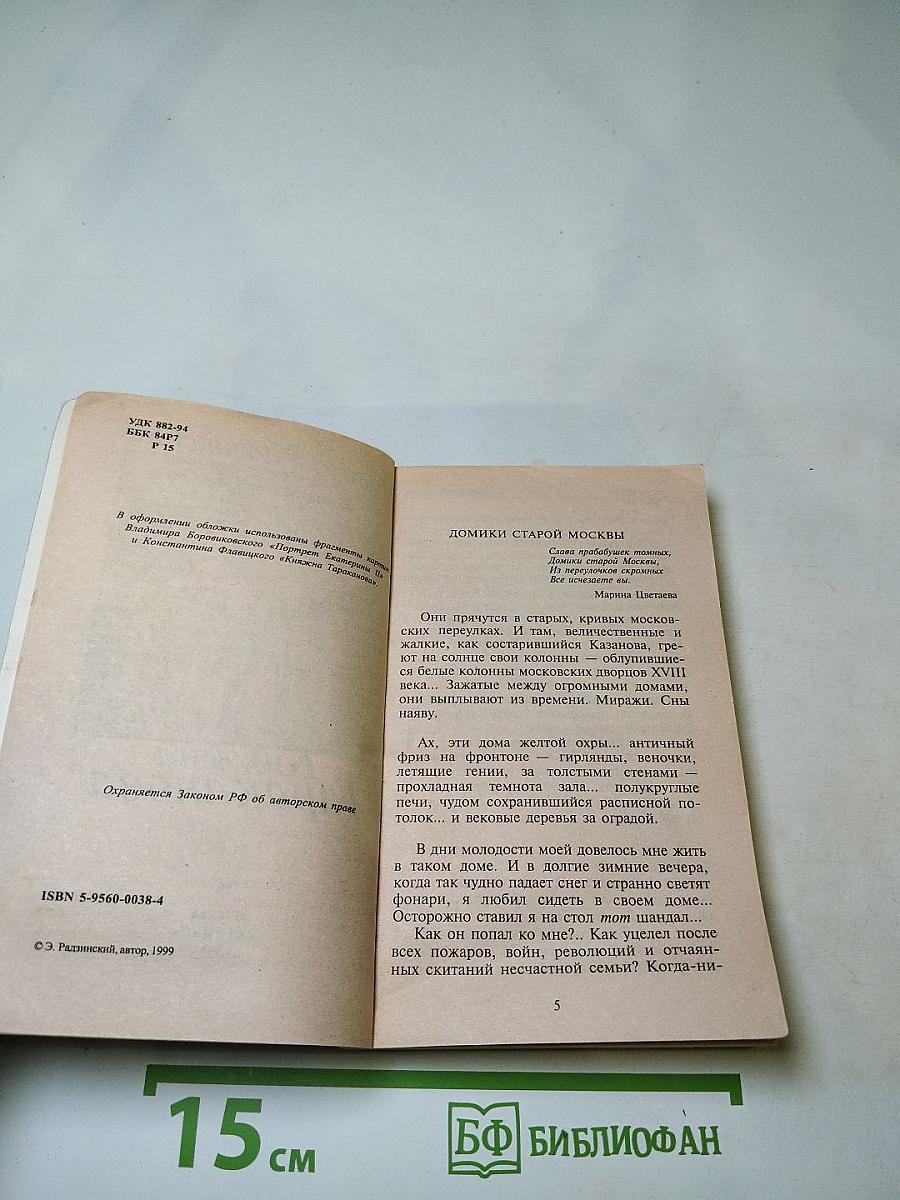 УДК 882-94
ББК 84Р7
Р 15
В оформлении обложки использованы фрагменты картин
Владимира Боровиковского «Портрет Екатерины II»
и Константина Флавицкого «Княжна Тараканова»
Охраняется Законом РФ об авторском праве
ISBN 5-9560-0038-4
© Э. Радзинский, автор, 1999
ДОМИКИ СТАРОЙ МОСКВЫ
Слава прабабушек томных,
Домики старой Москвы,
Из переулочков скромных
Все исчезаете вы.
Марина Цветаева
Они прячутся в старых, кривых москов-
ских переулках. И там, величественные и
жалкие, как состарившийся Казанова, гре-
ют на солнце свои колонны — облупившие-
ся белые колонны московских дворцов XVIII
века... Зажатые между огромными домами,
они выплывают из времени. Миражи. Сны
наяву.
Ах, эти дома желтой охры... античный
фриз на фронтоне — гирлянды, веночки,
летящие гении, за толстыми стенами —
прохладная темнота зала... полукруглые
печи, чудом сохранившийся расписной по-
толок... и вековые деревья за оградой.
В дни молодости моей довелось мне жить
в таком доме. И в долгие зимние вечера,
когда так чудно падает снег и странно светят
фонари, я любил сидеть в своем доме...
Осторожно ставил я на стол тот шандал...
Как он попал ко мне?.. Как уцелел после
всех пожаров, войн, революций и отчаян-
ных скитаний несчастной семьи? Когда-ни-
5
15 см
БФ БИБЛИОФАН